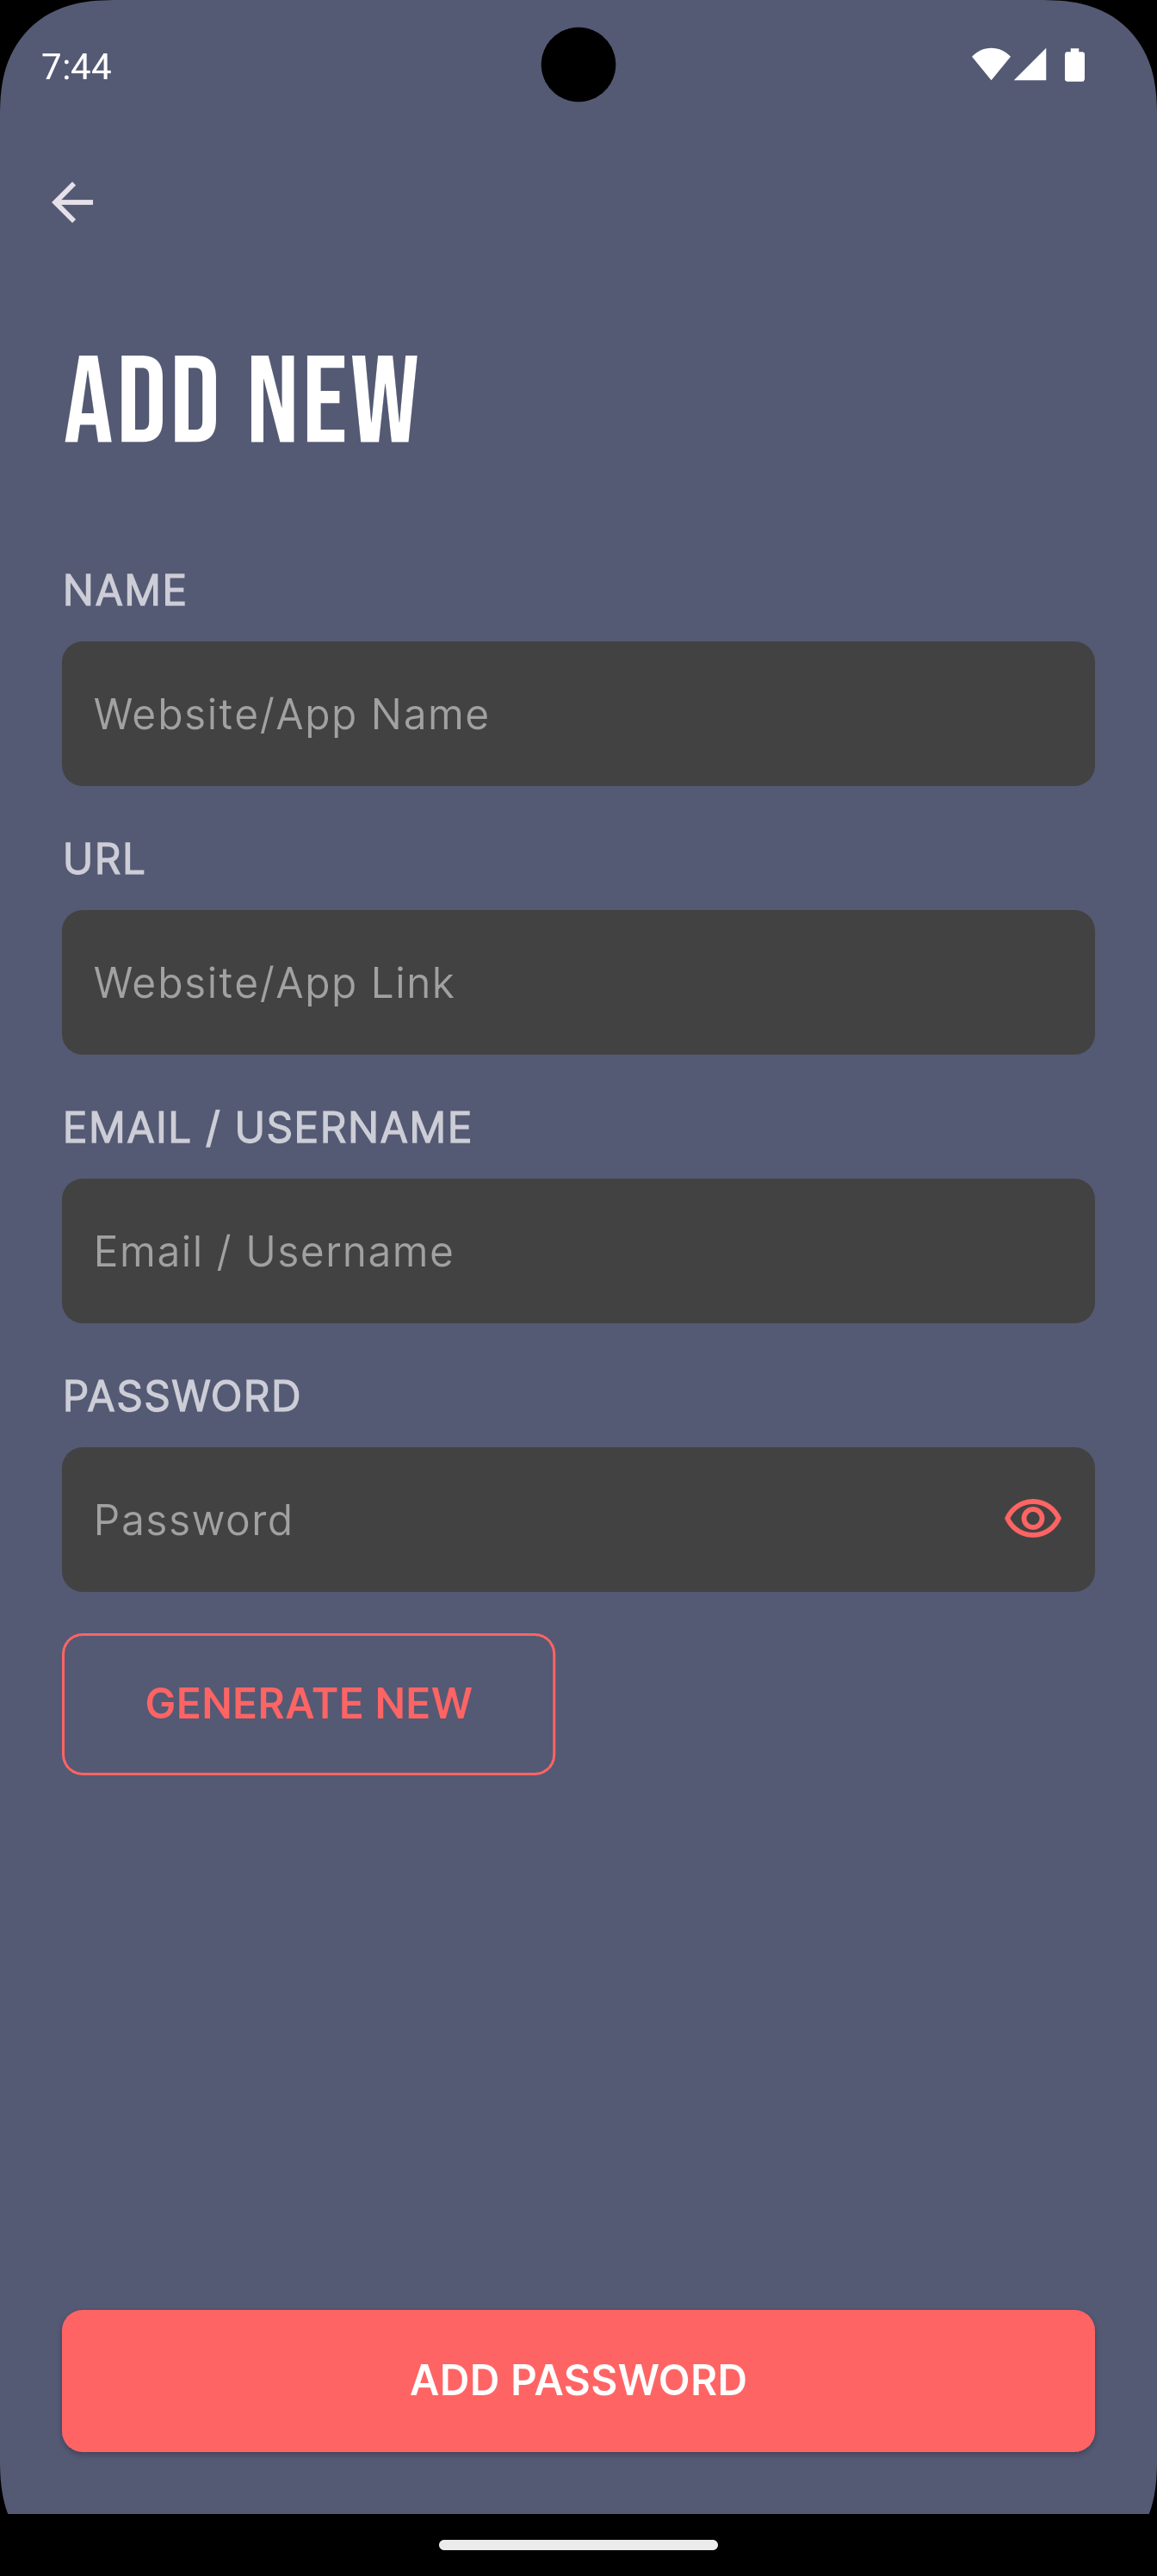 7:44
ADD NEW
NAME
Website/App Name
URL
Website/App Link
EMAIL / USERNAME
Email / Username
PASSWORD
Password
GENERATE NEW
ADD PASSWORD